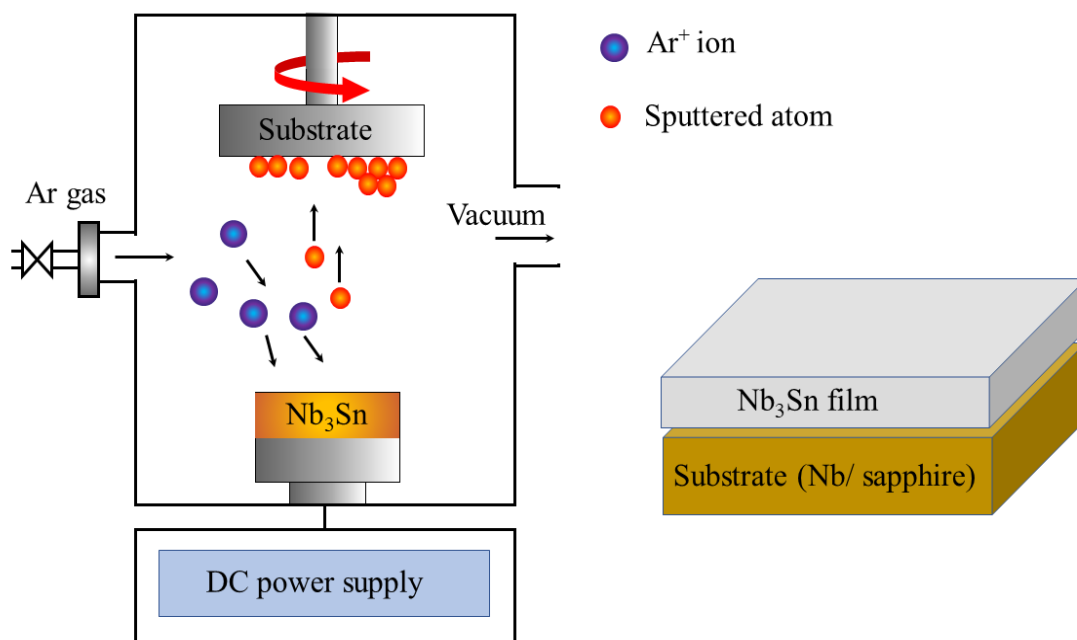 Ar⁺ ion
Sputtered atom
Substrate
Ar gas
Vacuum
Nb₃Sn
DC power supply
Nb₃Sn film
Substrate (Nb/ sapphire)